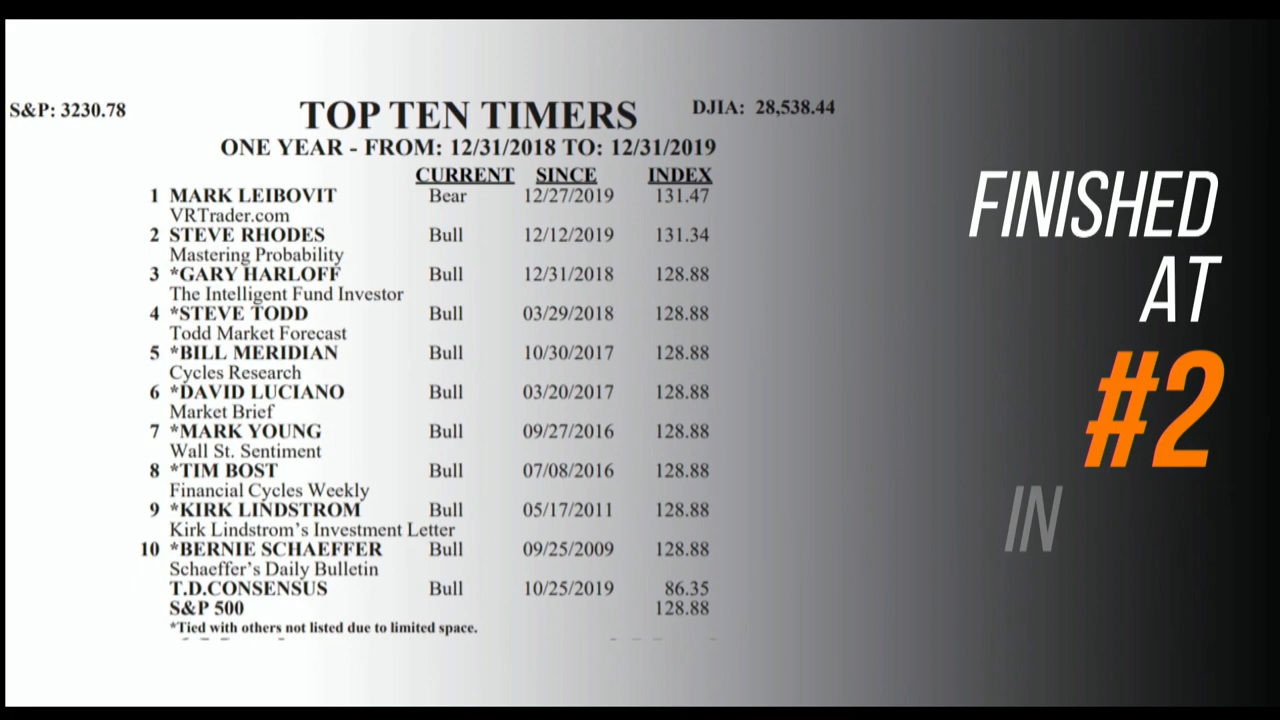 S&P: 3230.78
TOP TEN TIMERS
DJIA: 28,538.44
ONE YEAR - FROM: 12/31/2018 TO: 12/31/2019
CURRENT SINCE INDEX
1 MARK LEIBOVIT Bear 12/27/2019 131.47
VRTrader.com
2 STEVE RHODES Bull 12/12/2019 131.34
Mastering Probability
3 *GARY HARLOFF Bull 12/31/2018 128.88
The Intelligent Fund Investor
4 *STEVE TODD Bull 03/29/2018 128.88
Todd Market Forecast
5 *BILL MERIDIAN Bull 10/30/2017 128.88
Cycles Research
6 *DAVID LUCIANO Bull 03/20/2017 128.88
Market Brief
7 *MARK YOUNG Bull 09/27/2016 128.88
Wall St. Sentiment
8 *TIM BOST Bull 07/08/2016 128.88
Financial Cycles Weekly
9 *KIRK LINDSTROM Bull 05/17/2011 128.88
Kirk Lindstrom's Investment Letter
10 *BERNIE SCHAEFFER Bull 09/25/2009 128.88
Schaeffer's Daily Bulletin
T.D.CONSENSUS Bull 10/25/2019 86.35
S&P 500 128.88
*Tied with others not listed due to limited space.
FINISHED
AT
#2
IN